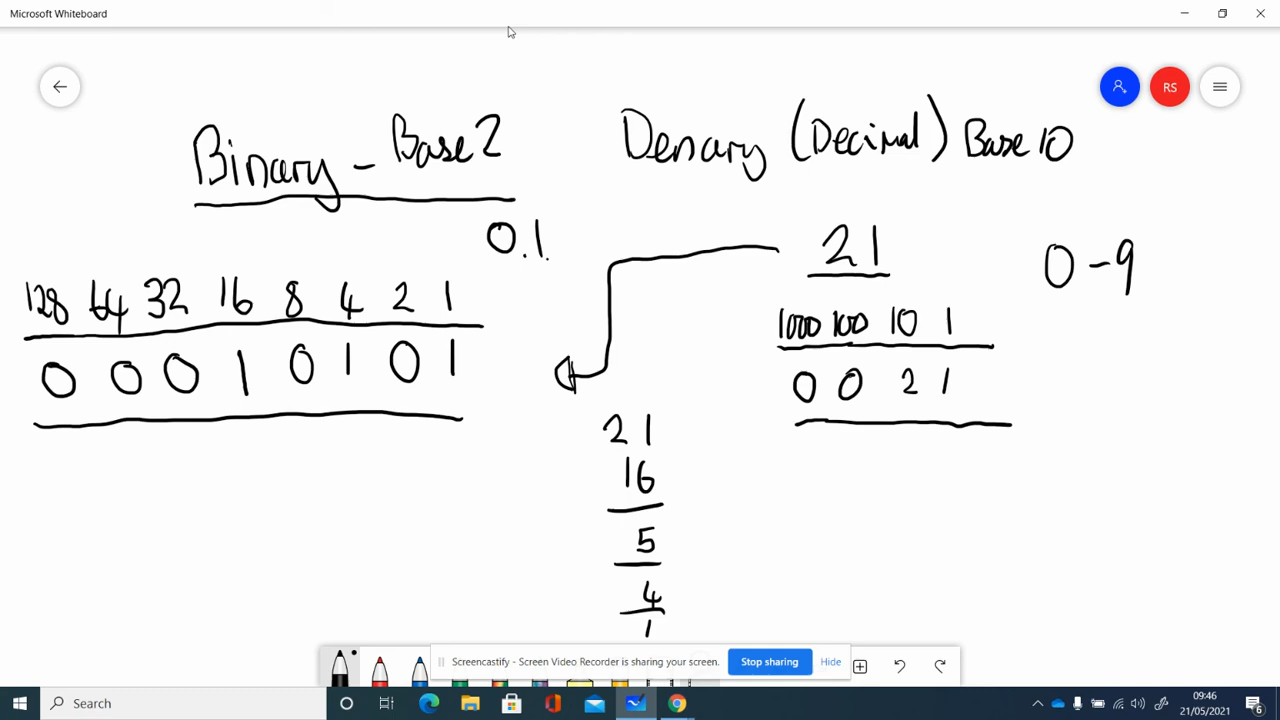 Microsoft Whiteboard
RS
Binary - Base 2
Denary (Decimal) Base 10
0.1.
21
0-9
128 64 32 16 8 4 2 1
1000 100 10 1
0 0 0 1 0 1 0 1
0 0 2 1
21
16
5
4
1
Screencastify - Screen Video Recorder is sharing your screen.
Stop sharing
Hide
Search
09:46
21/05/2021
6